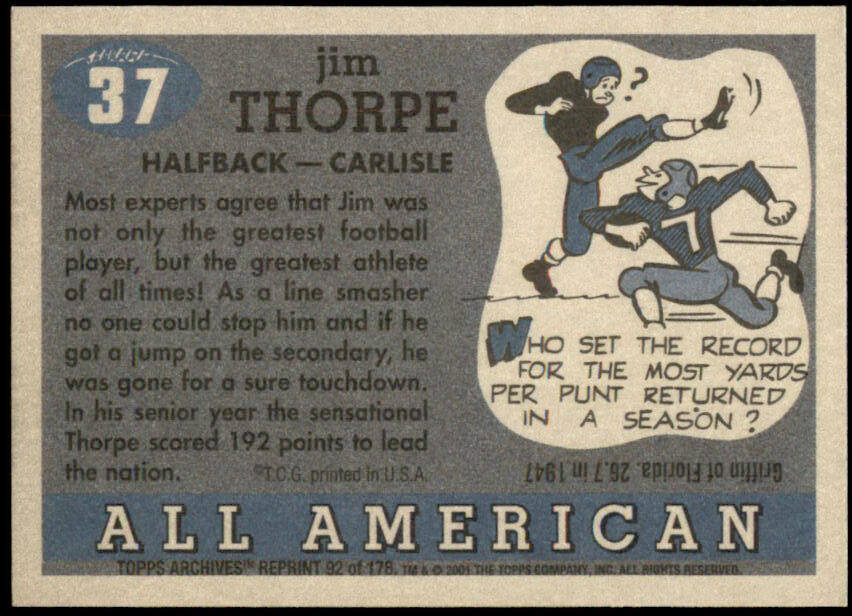 37
jim
THORPE
HALFBACK — CARLISLE
Most experts agree that Jim was
not only the greatest football
player, but the greatest athlete
of all times! As a line smasher
no one could stop him and if he
got a jump on the secondary, he
was gone for a sure touchdown.
In his senior year the sensational
Thorpe scored 192 points to lead
the nation.
©T.C.G. printed in U.S.A.
7
?
WHO SET THE RECORD
FOR THE MOST YARDS
PER PUNT RETURNED
IN A SEASON?
Griffin of Florida. 26.7 in 1947
ALL AMERICAN
TOPPS ARCHIVES™ REPRINT 92 OF 178. TM & © 2001 THE TOPPS COMPANY, INC. ALL RIGHTS RESERVED.